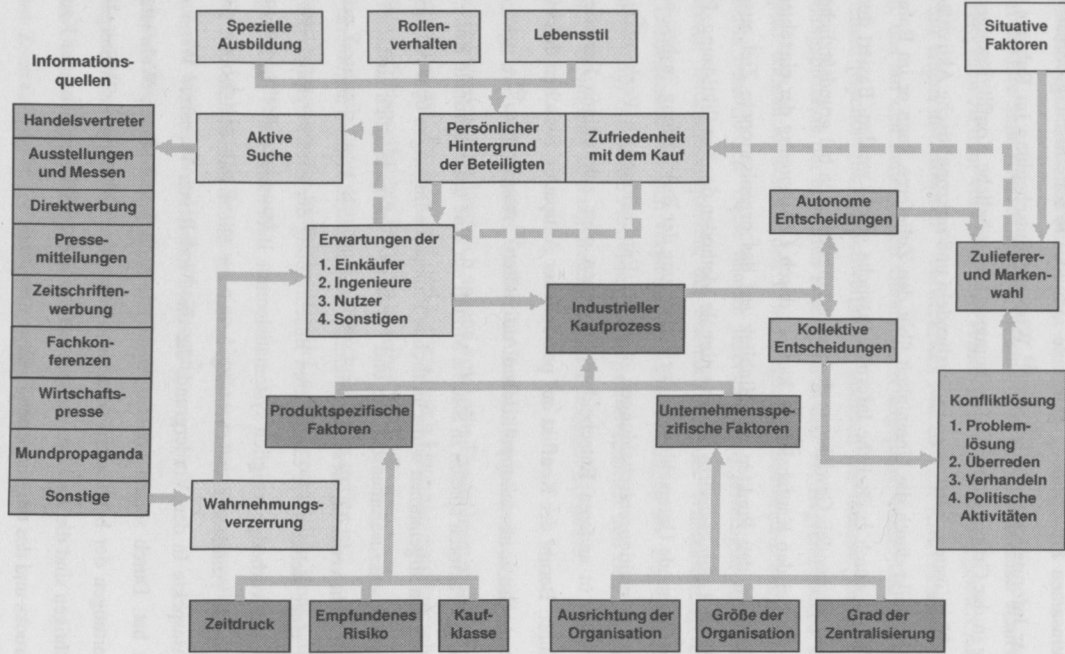 Spezielle
Ausbildung
Rollen-
verhalten
Lebensstil
Situative
Faktoren
Informations-
quellen
Handelsvertreter
Ausstellungen
und Messen
Direktwerbung
Presse-
mitteilungen
Zeitschriften-
werbung
Fachkon-
ferenzen
Wirtschafts-
presse
Mundpropaganda
Sonstige
Aktive
Suche
Persönlicher
Hintergrund
der Beteiligten
Zufriedenheit
mit dem Kauf
Erwartungen der
1. Einkäufer
2. Ingenieure
3. Nutzer
4. Sonstigen
Industrieller
Kaufprozess
Autonome
Entscheidungen
Kollektive
Entscheidungen
Zulieferer-
und Marken-
wahl
Konfliktlösung
1. Problem-
lösung
2. Überreden
3. Verhandeln
4. Politische
Aktivitäten
Produktspezifische
Faktoren
Unternehmensspe-
zifische Faktoren
Wahrnehmungs-
verzerrung
Zeitdruck
Empfundenes
Risiko
Kauf-
klasse
Ausrichtung der
Organisation
Größe der
Organisation
Grad der
Zentralisierung